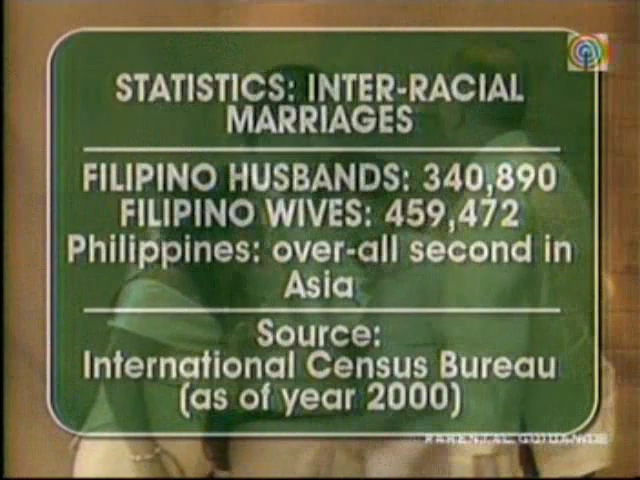 STATISTICS: INTER-RACIAL
MARRIAGES
FILIPINO HUSBANDS: 340,890
FILIPINO WIVES: 459,472
Philippines: over-all second in
Asia
Source:
International Census Bureau
(as of year 2000)
PARENTAL GUIDANCE